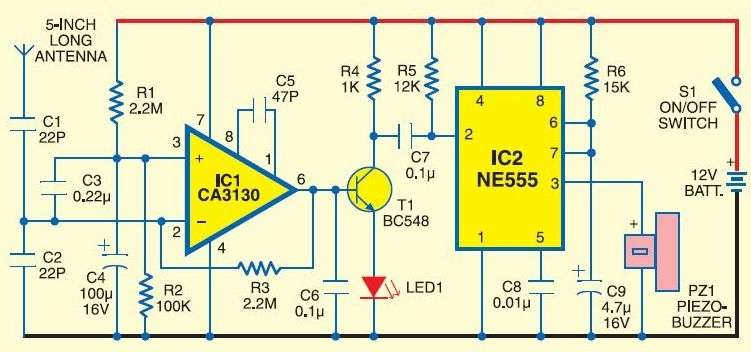 5-INCH
LONG
ANTENNA
C1
22P
C2
22P
C3
0.22µ
R1
2.2M
C4
100µ
16V
R2
100K
+
7
3
+
8
1
C5
47P
IC1
CA3130
6
–
2
4
R3
2.2M
C6
0.1µ
R4
1K
C7
0.1µ
T1
BC548
LED1
R5
12K
4
8
2
IC2
NE555
6
7
3
1
5
C8
0.01µ
R6
15K
+
C9
4.7µ
16V
S1
ON/OFF
SWITCH
+
12V
BATT.
+
–
PZ1
PIEZO-
BUZZER